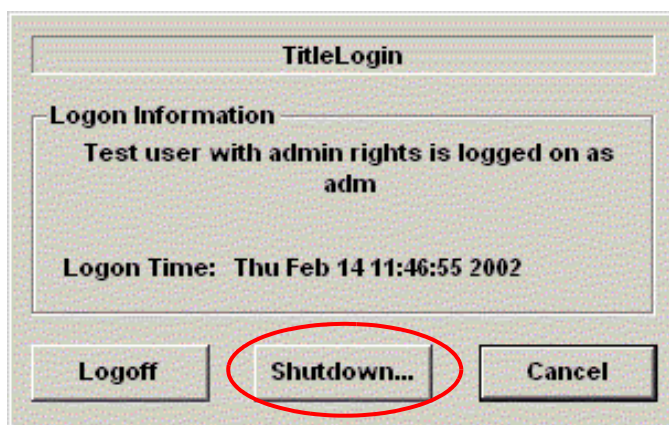 TitleLogin
Logon Information
Test user with admin rights is logged on as
adm
Logon Time: Thu Feb 14 11:46:55 2002
Logoff Shutdown... Cancel